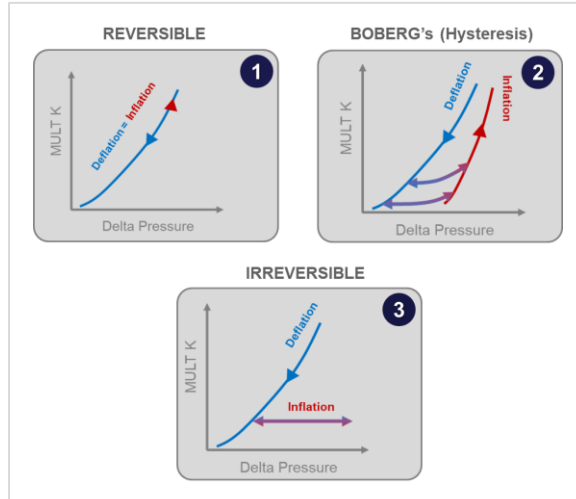 REVERSIBLE
1
MULT K
Deflation = Inflation
Delta Pressure
BOBERG's (Hysteresis)
2
MULT K
Deflation
Inflation
Delta Pressure
IRREVERSIBLE
3
MULT K
Deflation
Inflation
Delta Pressure